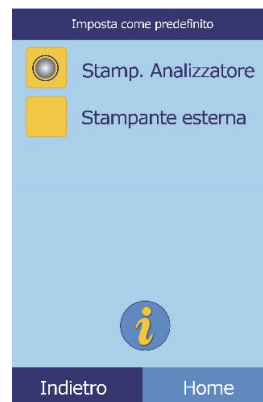 Imposta come predefinito
Stamp. Analizzatore
Stampante esterna
i
Indietro Home